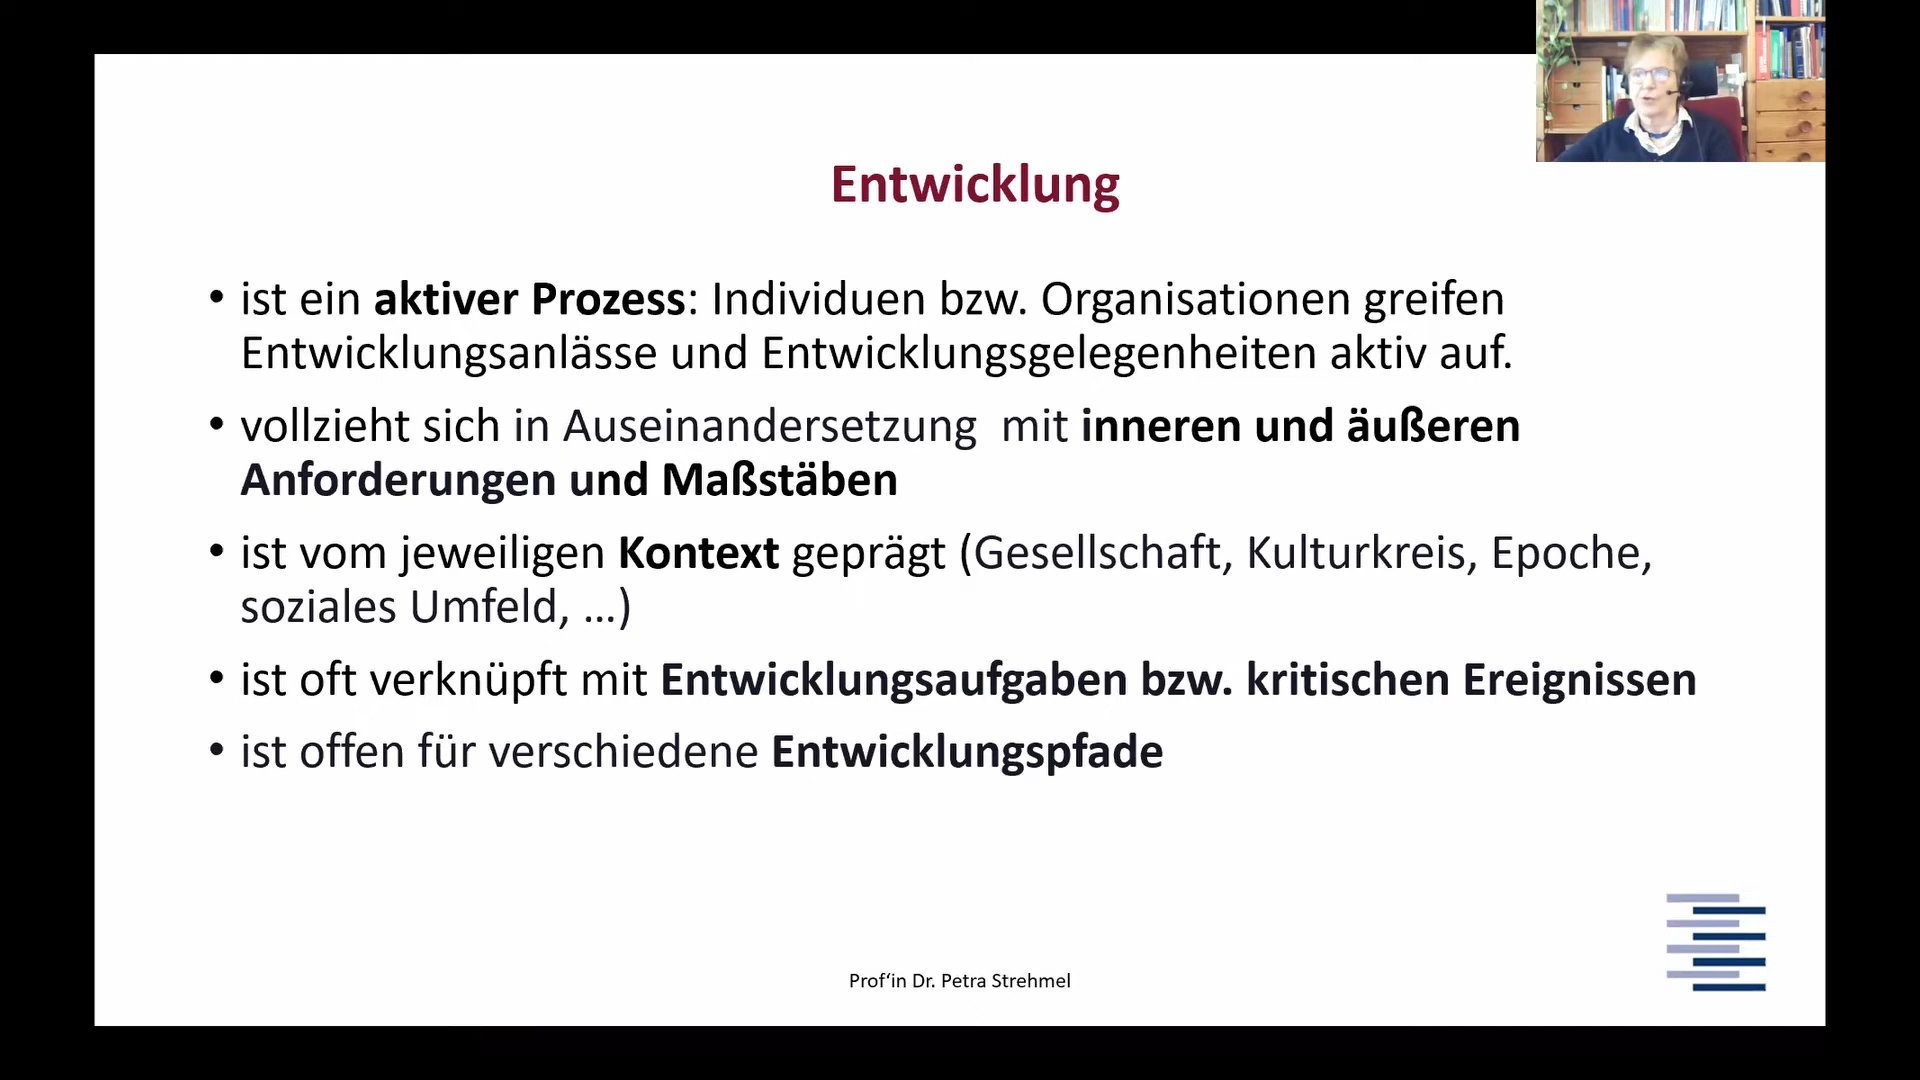 Entwicklung
• ist ein aktiver Prozess: Individuen bzw. Organisationen greifen
Entwicklungsanlässe und Entwicklungsgelegenheiten aktiv auf.
• vollzieht sich in Auseinandersetzung  mit inneren und äußeren
Anforderungen und Maßstäben
• ist vom jeweiligen Kontext geprägt (Gesellschaft, Kulturkreis, Epoche,
soziales Umfeld, ...)
• ist oft verknüpft mit Entwicklungsaufgaben bzw. kritischen Ereignissen
• ist offen für verschiedene Entwicklungspfade
Prof‘in Dr. Petra Strehmel